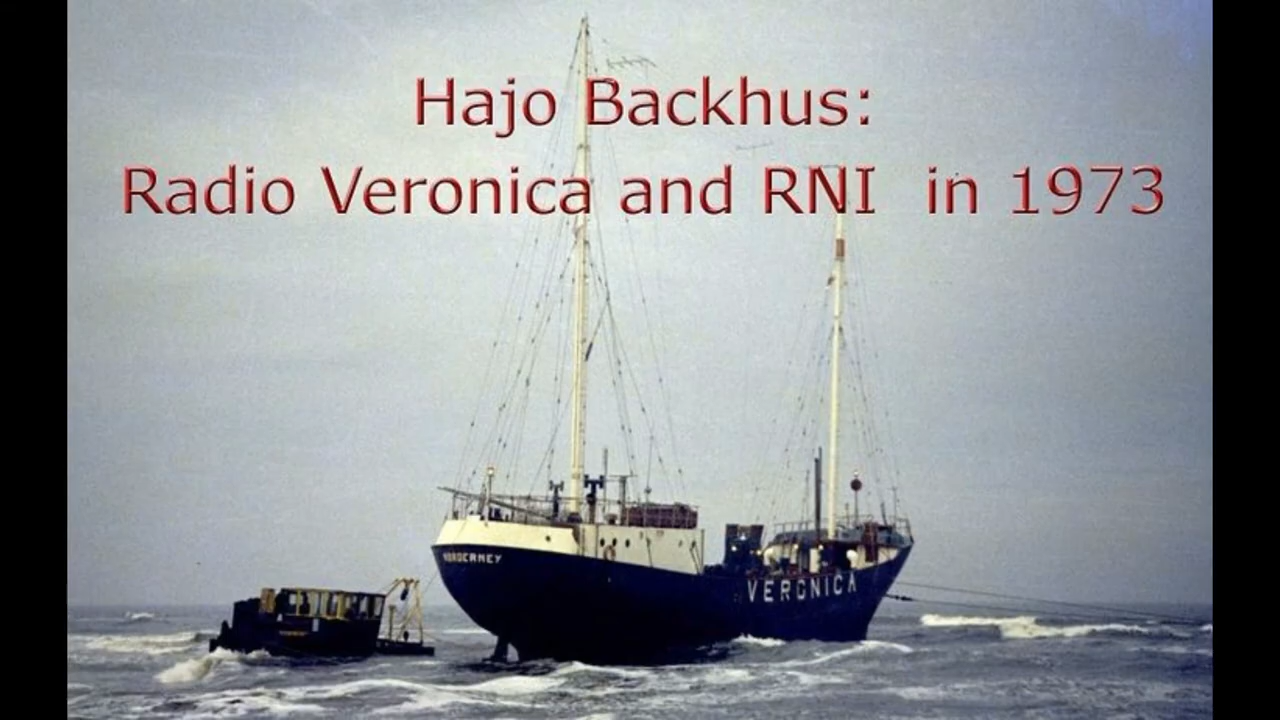 Hajo Backhus:
Radio Veronica and RNI in 1973
NORDERNEY
VERONICA